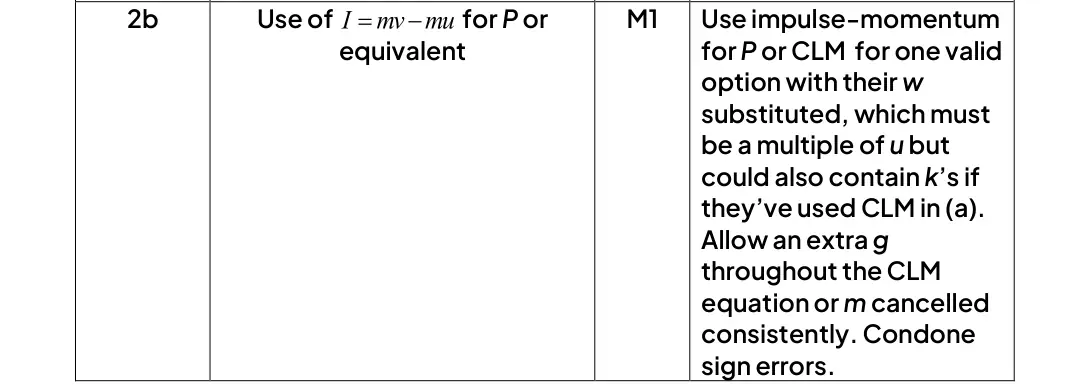 2b
Use of I = mv – mu for P or
equivalent
M1
Use impulse-momentum
for P or CLM for one valid
option with their w
substituted, which must
be a multiple of u but
could also contain k’s if
they’ve used CLM in (a).
Allow an extra g
throughout the CLM
equation or m cancelled
consistently. Condone
sign errors.